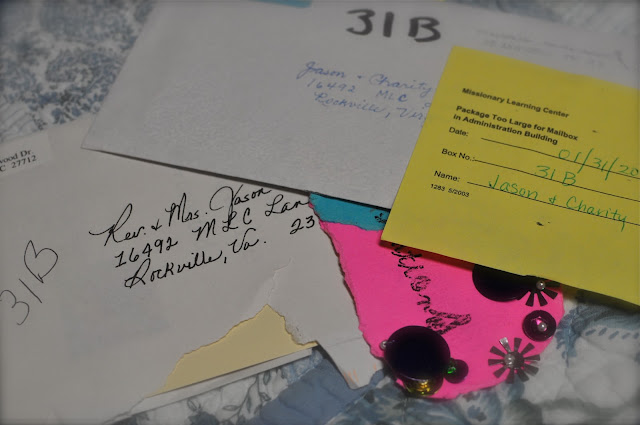 31B
Jason & Charity
16492 MLC
Rockville,
Missionary Learning Center
Package Too Large for Mailbox
in Administration Building
Date: 01/31/20
Box No.: 31B
Name: Jason & Charity
1283 5/2003
wood Dr.
C 27712
Rev. & Mrs. Jason
16492 MLC Lan
Rockville, Va. 23
31B